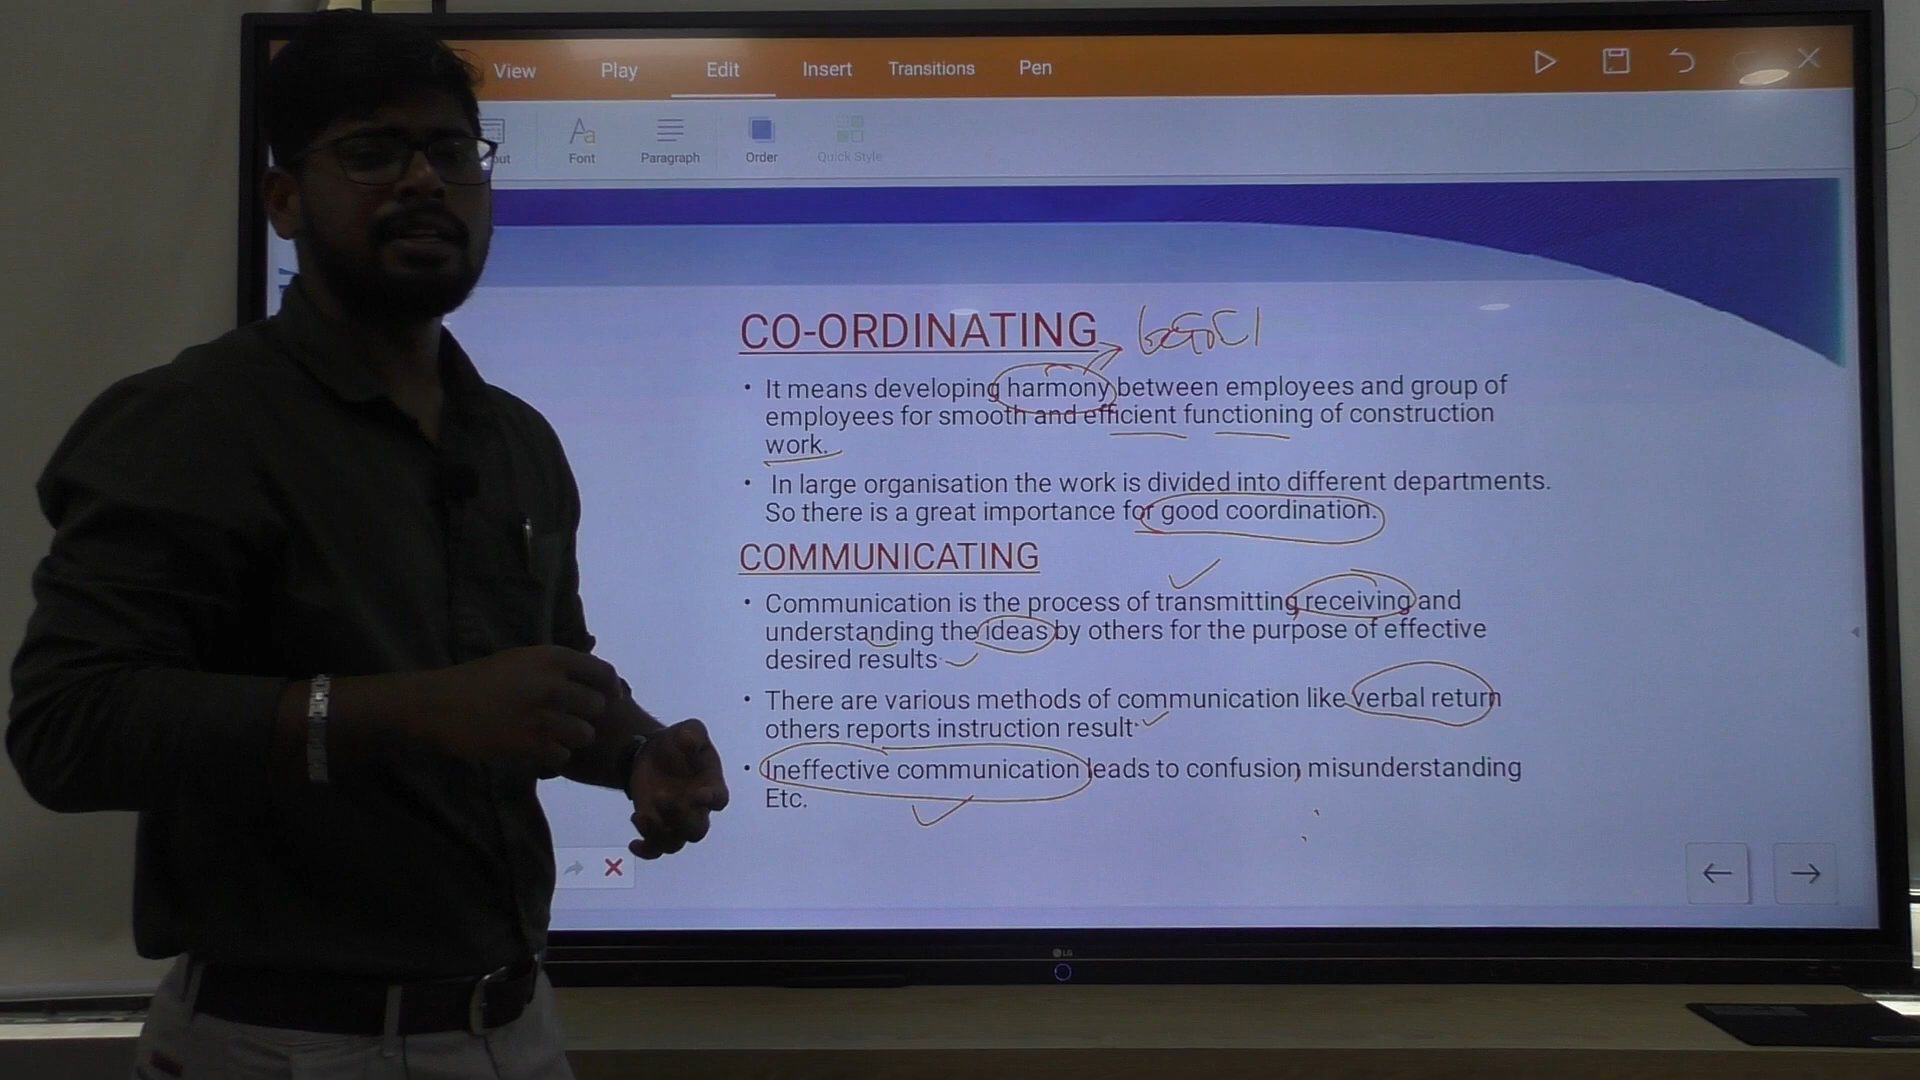 View Play Edit Insert Transitions Pen
Font Paragraph Order Quick Style
CO-ORDINATING
• It means developing harmony between employees and group of
employees for smooth and efficient functioning of construction
work.
• In large organisation the work is divided into different departments.
So there is a great importance for good coordination.
COMMUNICATING
• Communication is the process of transmitting receiving and
understanding the ideas by others for the purpose of effective
desired results
• There are various methods of communication like verbal return
others reports instruction result
• Ineffective communication leads to confusion, misunderstanding
Etc.
LG